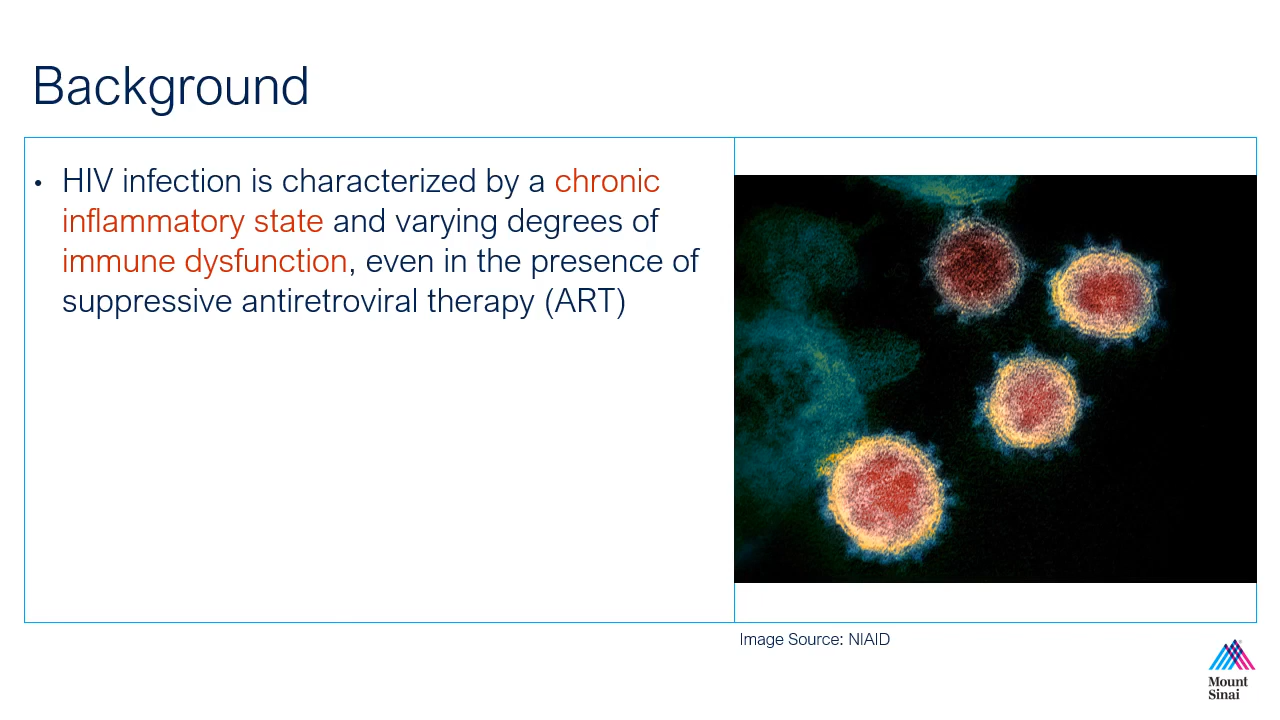 Background
• HIV infection is characterized by a chronic
inflammatory state and varying degrees of
immune dysfunction, even in the presence of
suppressive antiretroviral therapy (ART)
Image Source: NIAID
Mount
Sinai